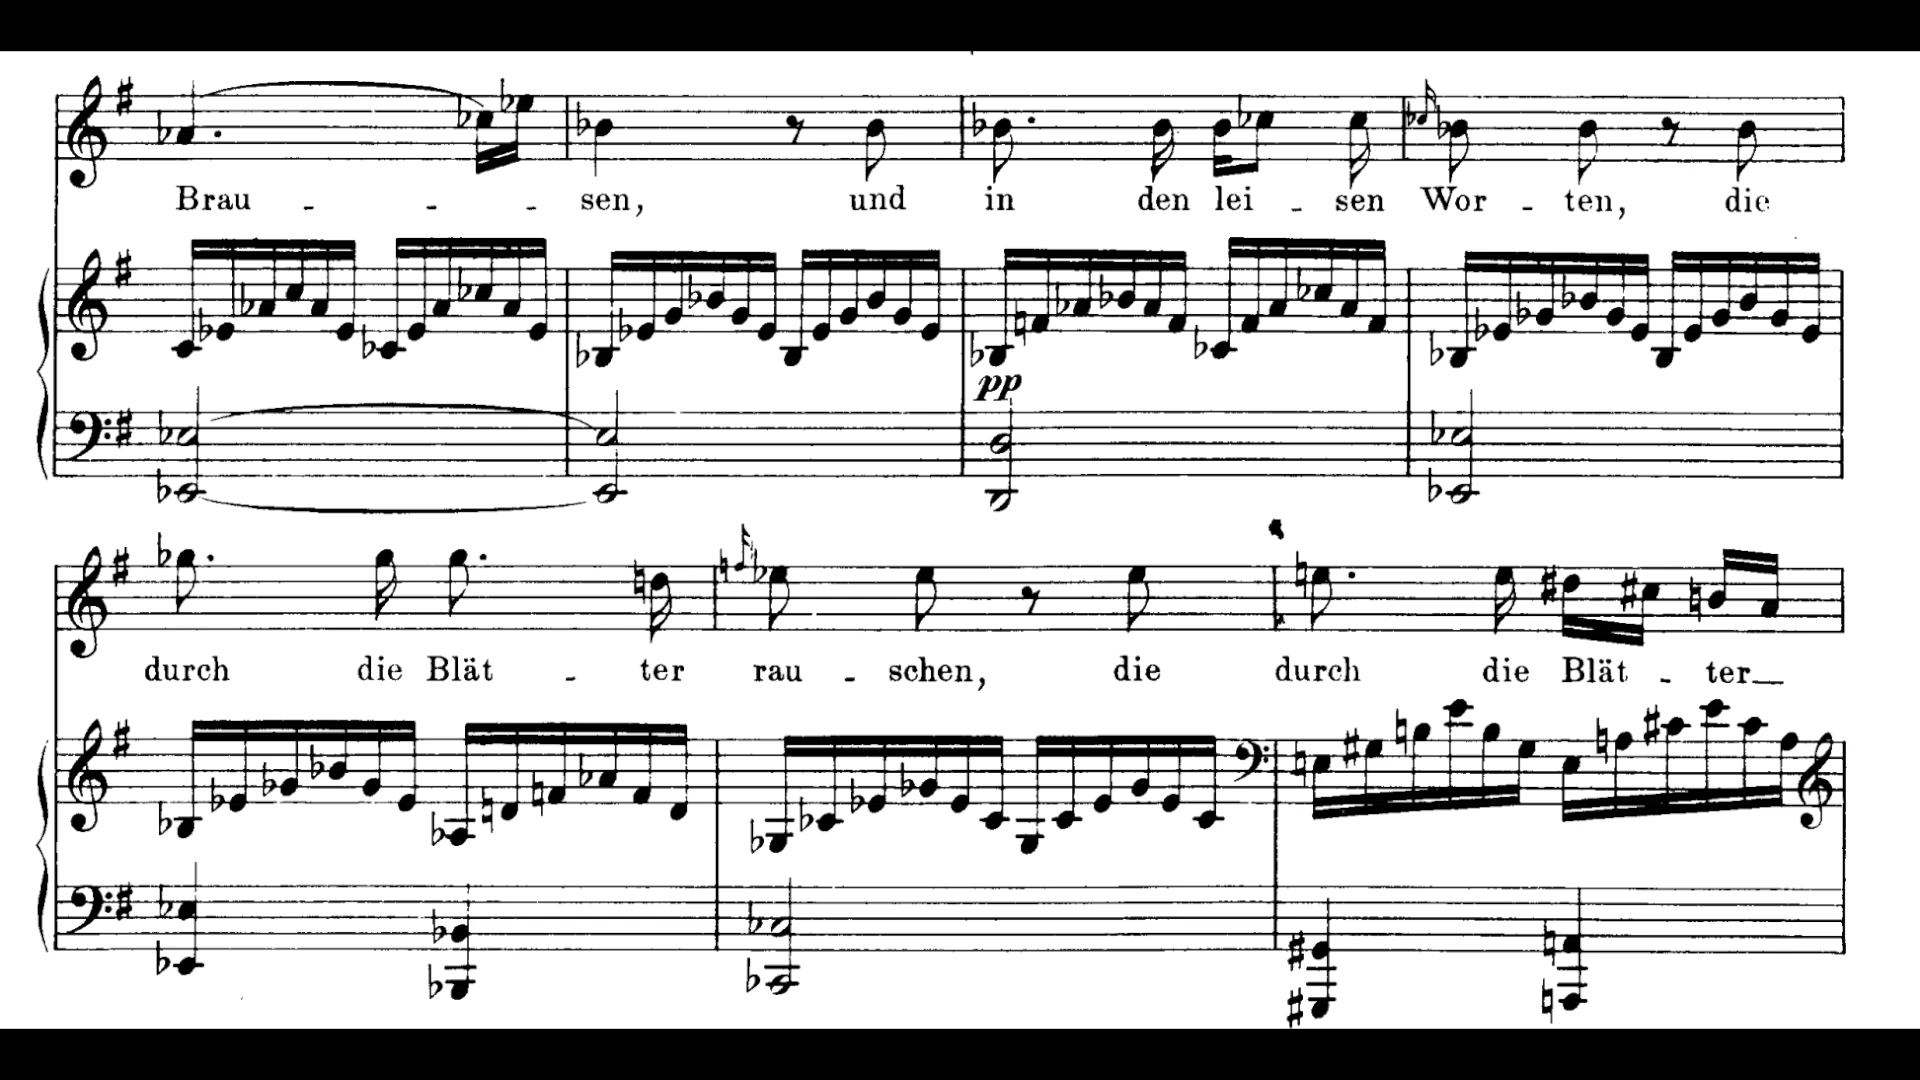 Brau - - - sen, und in den lei - sen Wor - ten, die
pp
durch die Blät - ter rau - schen, die durch die Blät - ter